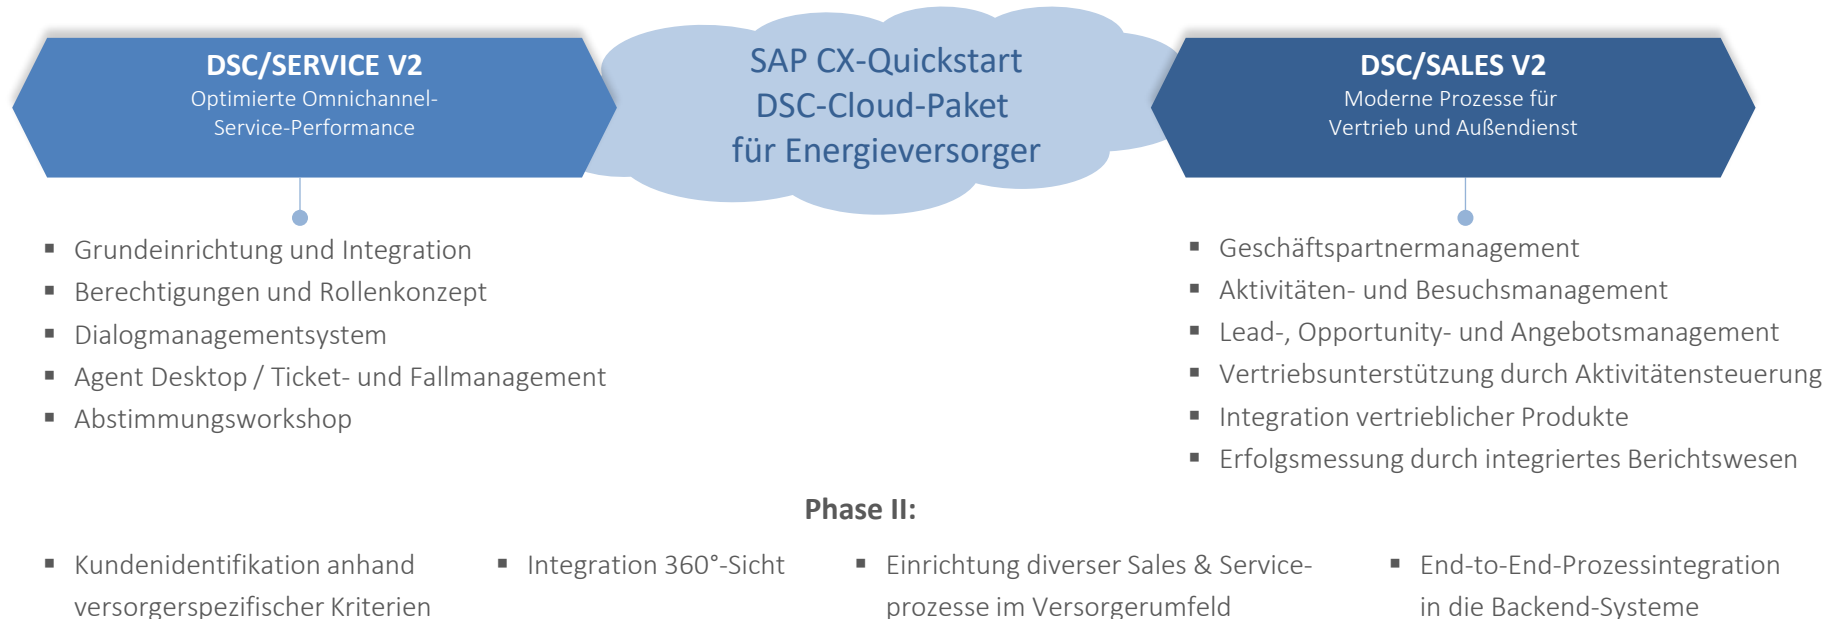 DSC/SERVICE V2
Optimierte Omnichannel-
Service-Performance
SAP CX-Quickstart
DSC-Cloud-Paket
für Energieversorger
DSC/SALES V2
Moderne Prozesse für
Vertrieb und Außendienst
▪ Grundeinrichtung und Integration
▪ Berechtigungen und Rollenkonzept
▪ Dialogmanagementsystem
▪ Agent Desktop / Ticket- und Fallmanagement
▪ Abstimmungsworkshop
▪ Geschäftspartnermanagement
▪ Aktivitäten- und Besuchsmanagement
▪ Lead-, Opportunity- und Angebotsmanagement
▪ Vertriebsunterstützung durch Aktivitätensteuerung
▪ Integration vertrieblicher Produkte
▪ Erfolgsmessung durch integriertes Berichtswesen
Phase II:
▪ Kundenidentifikation anhand
versorgerspezifischer Kriterien
▪ Integration 360°-Sicht
▪ Einrichtung diverser Sales & Service-
prozesse im Versorgerumfeld
▪ End-to-End-Prozessintegration
in die Backend-Systeme